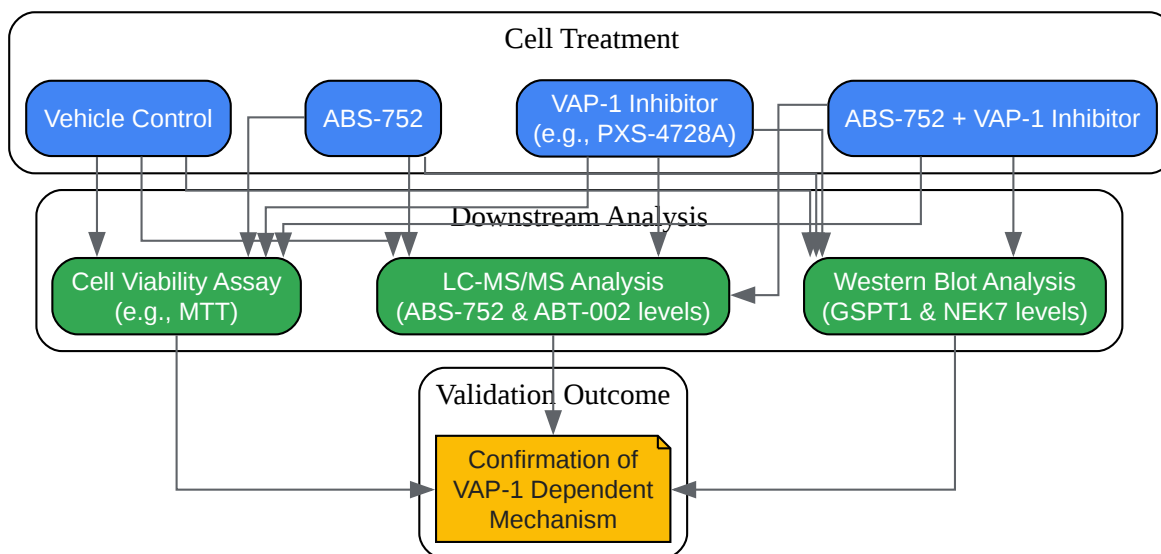 Cell Treatment
Vehicle Control
ABS-752
VAP-1 Inhibitor
(e.g., PXS-4728A)
ABS-752 + VAP-1 Inhibitor
Downstream Analysis
Cell Viability Assay
(e.g., MTT)
LC-MS/MS Analysis
(ABS-752 & ABT-002 levels)
Western Blot Analysis
(GSPT1 & NEK7 levels)
Validation Outcome
Confirmation of
VAP-1 Dependent
Mechanism